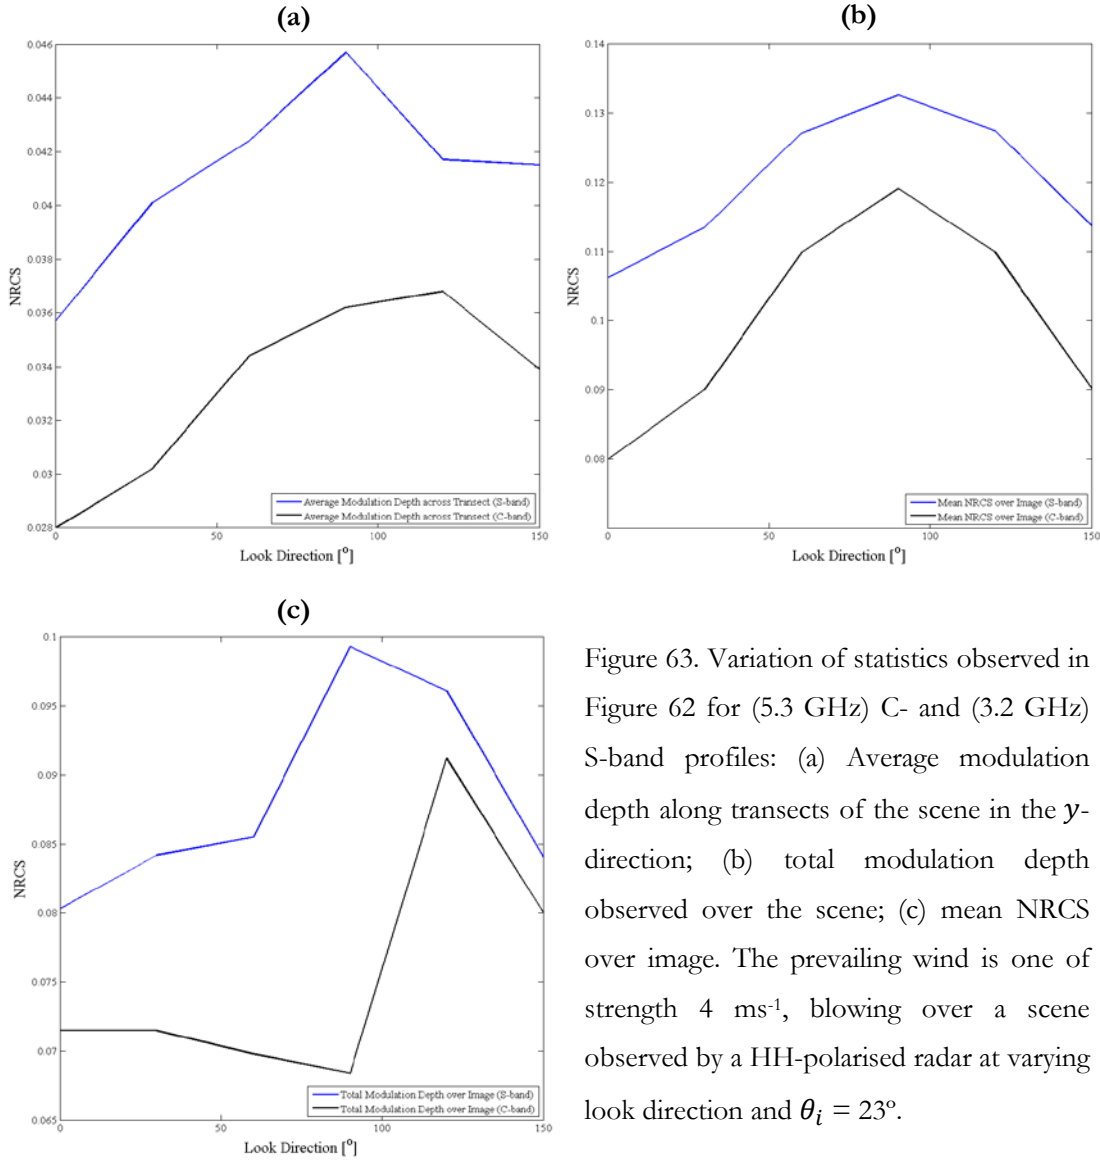 (a)
0.046
0.044
0.042
0.04
0.038
0.036
0.034
0.032
0.03
0.028
NRCS
0
50
100
150
Look Direction [°]
Average Modulation Depth across Transect (S-band)
Average Modulation Depth across Transect (C-band)
(b)
0.14
0.13
0.12
0.11
0.1
0.09
0.08
NRCS
0
50
100
150
Look Direction [°]
Mean NRCS over Image (S-band)
Mean NRCS over Image (C-band)
(c)
0.1
0.095
0.09
0.085
0.08
0.075
0.07
0.065
NRCS
0
50
100
150
Look Direction [°]
Total Modulation Depth over Image (S-band)
Total Modulation Depth over Image (C-band)
Figure 63. Variation of statistics observed in
Figure 62 for (5.3 GHz) C- and (3.2 GHz)
S-band profiles: (a) Average modulation
depth along transects of the scene in the y-
direction; (b) total modulation depth
observed over the scene; (c) mean NRCS
over image. The prevailing wind is one of
strength 4 ms⁻¹, blowing over a scene
observed by a HH-polarised radar at varying
look direction and θᵢ = 23º.